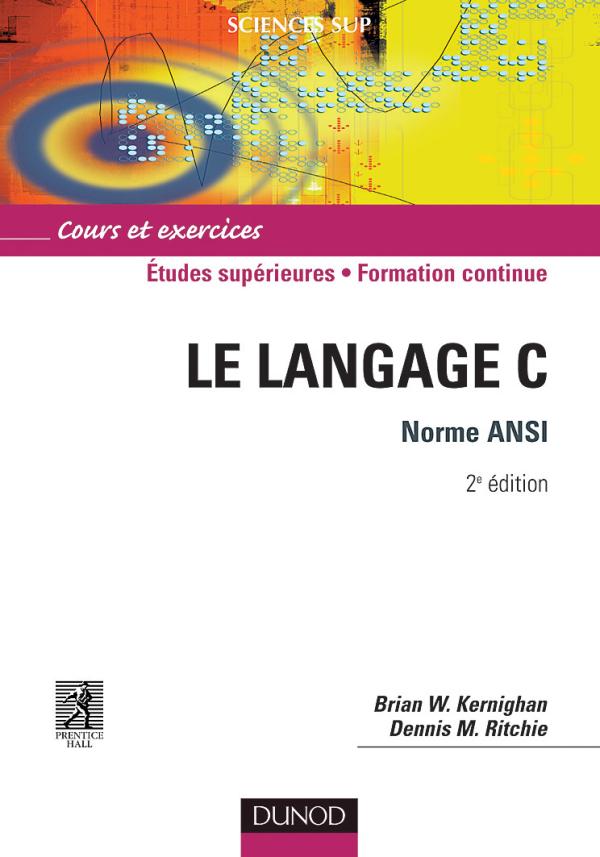 SCIENCES SUP
Cours et exercices
Études supérieures • Formation continue
LE LANGAGE C
Norme ANSI
2e édition
Brian W. Kernighan
Dennis M. Ritchie
PRENTICE
HALL
DUNOD